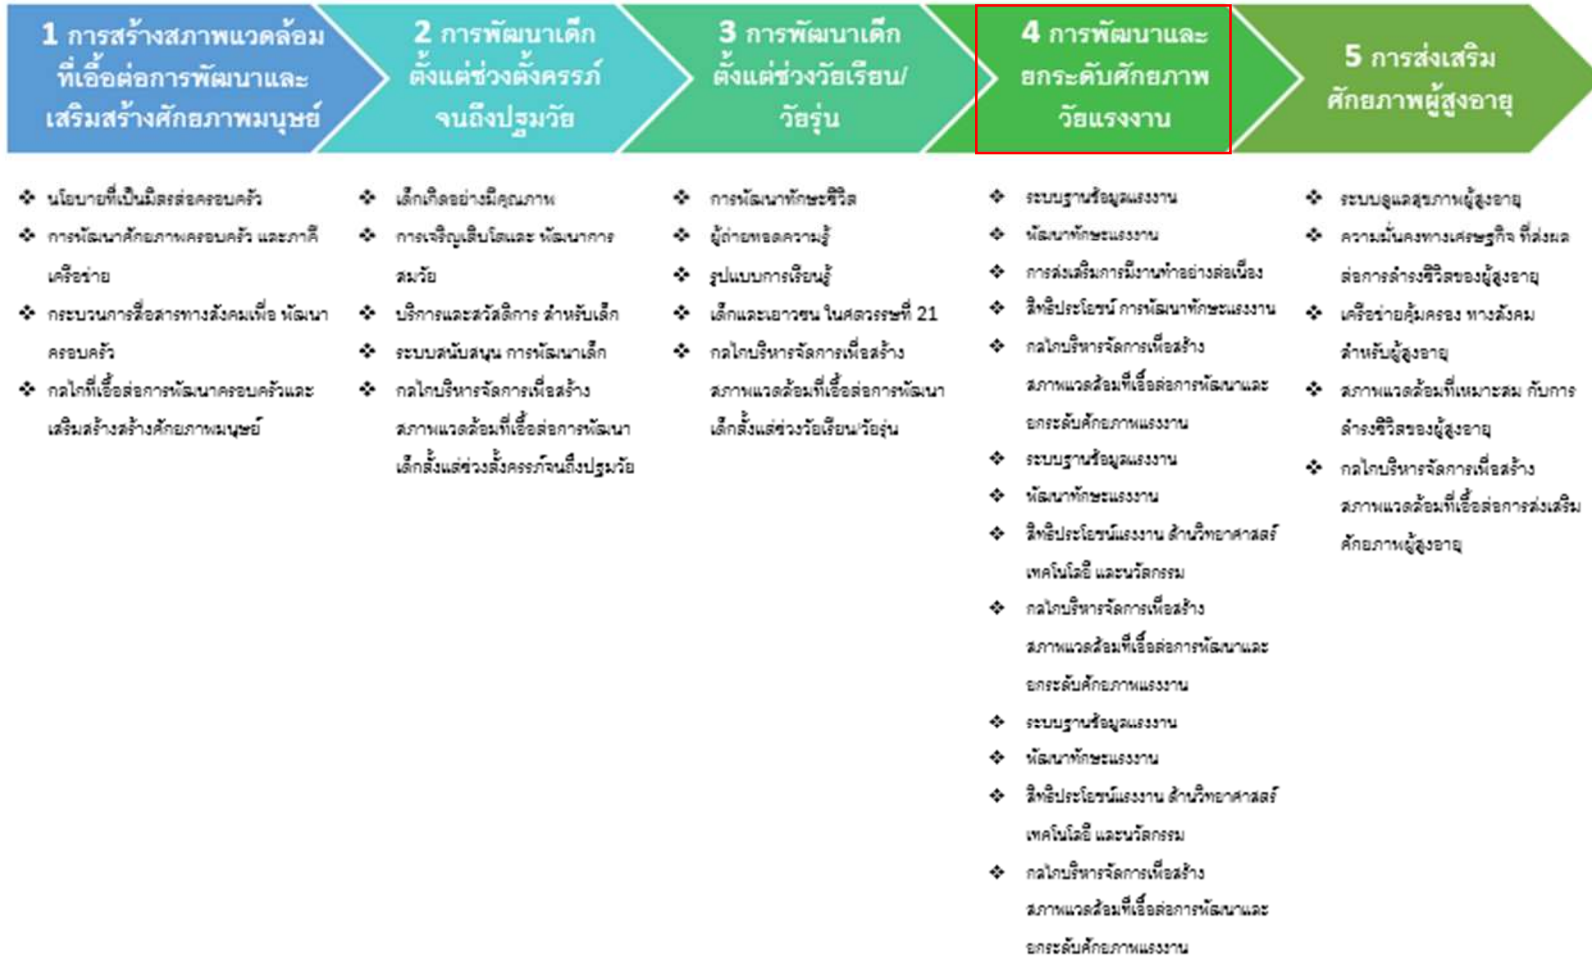 1 การสร้างสภาพแวดล้อม
ที่เอื้อต่อการพัฒนาและ
เสริมสร้างศักยภาพมนุษย์
2 การพัฒนาเด็ก
ตั้งแต่ช่วงตั้งครรภ์
จนถึงปฐมวัย
3 การพัฒนาเด็ก
ตั้งแต่ช่วงวัยเรียน/
วัยรุ่น
4 การพัฒนาและ
ยกระดับศักยภาพ
วัยแรงงาน
5 การส่งเสริม
ศักยภาพผู้สูงอายุ
❖ นโยบายที่เป็นมิตรต่อครอบครัว
❖ การพัฒนาศักยภาพครอบครัว และภาคี
เครือข่าย
❖ กระบวนการสื่อสารทางสังคมเพื่อ พัฒนา
ครอบครัว
❖ กลไกที่เอื้อต่อการพัฒนาครอบครัวและ
เสริมสร้างสร้างศักยภาพมนุษย์
❖ เด็กเกิดอย่างมีคุณภาพ
❖ การเจริญเติบโตและ พัฒนาการ
สมวัย
❖ บริการและสวัสดิการ สำหรับเด็ก
❖ ระบบสนับสนุน การพัฒนาเด็ก
❖ กลไกบริหารจัดการเพื่อสร้าง
สภาพแวดล้อมที่เอื้อต่อการพัฒนา
เด็กตั้งแต่ช่วงตั้งครรภ์จนถึงปฐมวัย
❖ การพัฒนาทักษะชีวิต
❖ ผู้ถ่ายทอดความรู้
❖ รูปแบบการเรียนรู้
❖ เด็กและเยาวชน ในศตวรรษที่ 21
❖ กลไกบริหารจัดการเพื่อสร้าง
สภาพแวดล้อมที่เอื้อต่อการพัฒนา
เด็กตั้งแต่ช่วงวัยเรียน/วัยรุ่น
❖ ระบบฐานข้อมูลแรงงาน
❖ พัฒนาทักษะแรงงาน
❖ การส่งเสริมการมีงานทำอย่างต่อเนื่อง
❖ สิทธิประโยชน์ การพัฒนาทักษะแรงงาน
❖ กลไกบริหารจัดการเพื่อสร้าง
สภาพแวดล้อมที่เอื้อต่อการพัฒนาและ
ยกระดับศักยภาพแรงงาน
❖ ระบบฐานข้อมูลแรงงาน
❖ พัฒนาทักษะแรงงาน
❖ สิทธิประโยชน์แรงงาน ด้านวิทยาศาสตร์
เทคโนโลยี และนวัตกรรม
❖ กลไกบริหารจัดการเพื่อสร้าง
สภาพแวดล้อมที่เอื้อต่อการพัฒนาและ
ยกระดับศักยภาพแรงงาน
❖ ระบบฐานข้อมูลแรงงาน
❖ พัฒนาทักษะแรงงาน
❖ สิทธิประโยชน์แรงงาน ด้านวิทยาศาสตร์
เทคโนโลยี และนวัตกรรม
❖ กลไกบริหารจัดการเพื่อสร้าง
สภาพแวดล้อมที่เอื้อต่อการพัฒนาและ
ยกระดับศักยภาพแรงงาน
❖ ระบบดูแลสุขภาพผู้สูงอายุ
❖ ความมั่นคงทางเศรษฐกิจ ที่ส่งผล
ต่อการดำรงชีวิตของผู้สูงอายุ
❖ เครือข่ายคุ้มครอง ทางสังคม
สำหรับผู้สูงอายุ
❖ สภาพแวดล้อมที่เหมาะสม กับการ
ดำรงชีวิตของผู้สูงอายุ
❖ กลไกบริหารจัดการเพื่อสร้าง
สภาพแวดล้อมที่เอื้อต่อการส่งเสริม
ศักยภาพผู้สูงอายุ